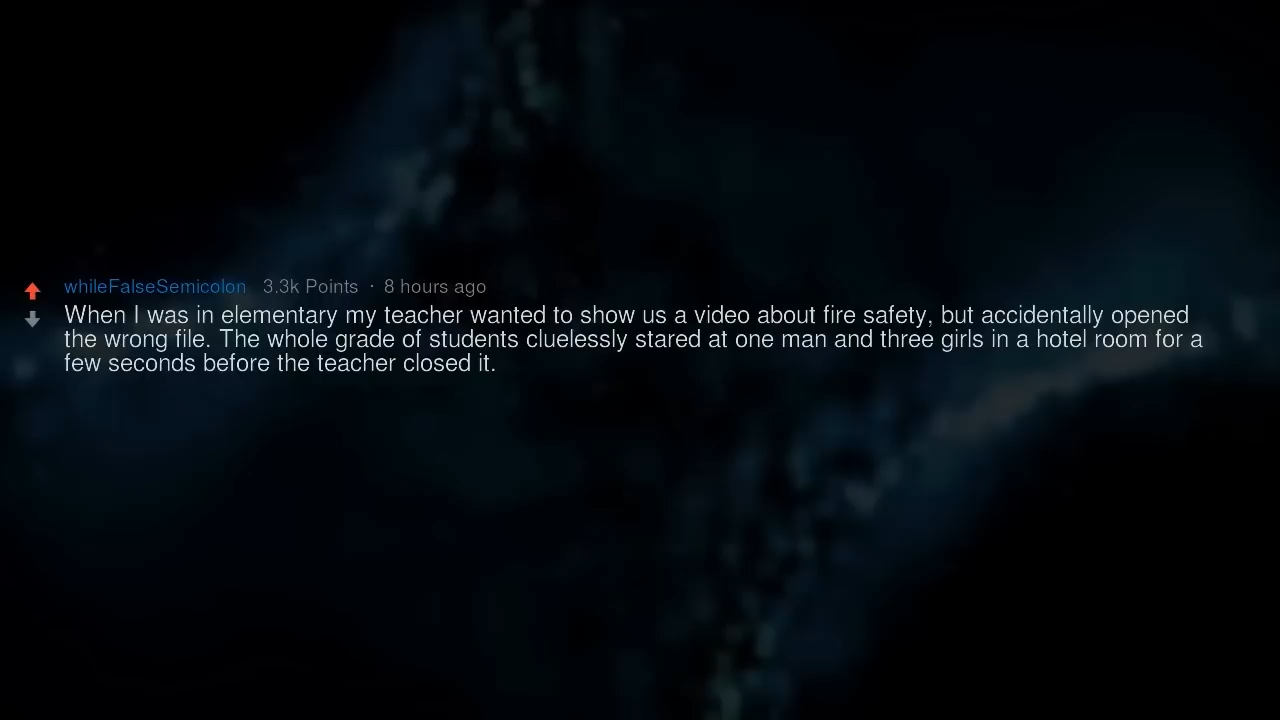 whileFalseSemicolon 3.3k Points · 8 hours ago
When I was in elementary my teacher wanted to show us a video about fire safety, but accidentally opened
the wrong file. The whole grade of students cluelessly stared at one man and three girls in a hotel room for a
few seconds before the teacher closed it.